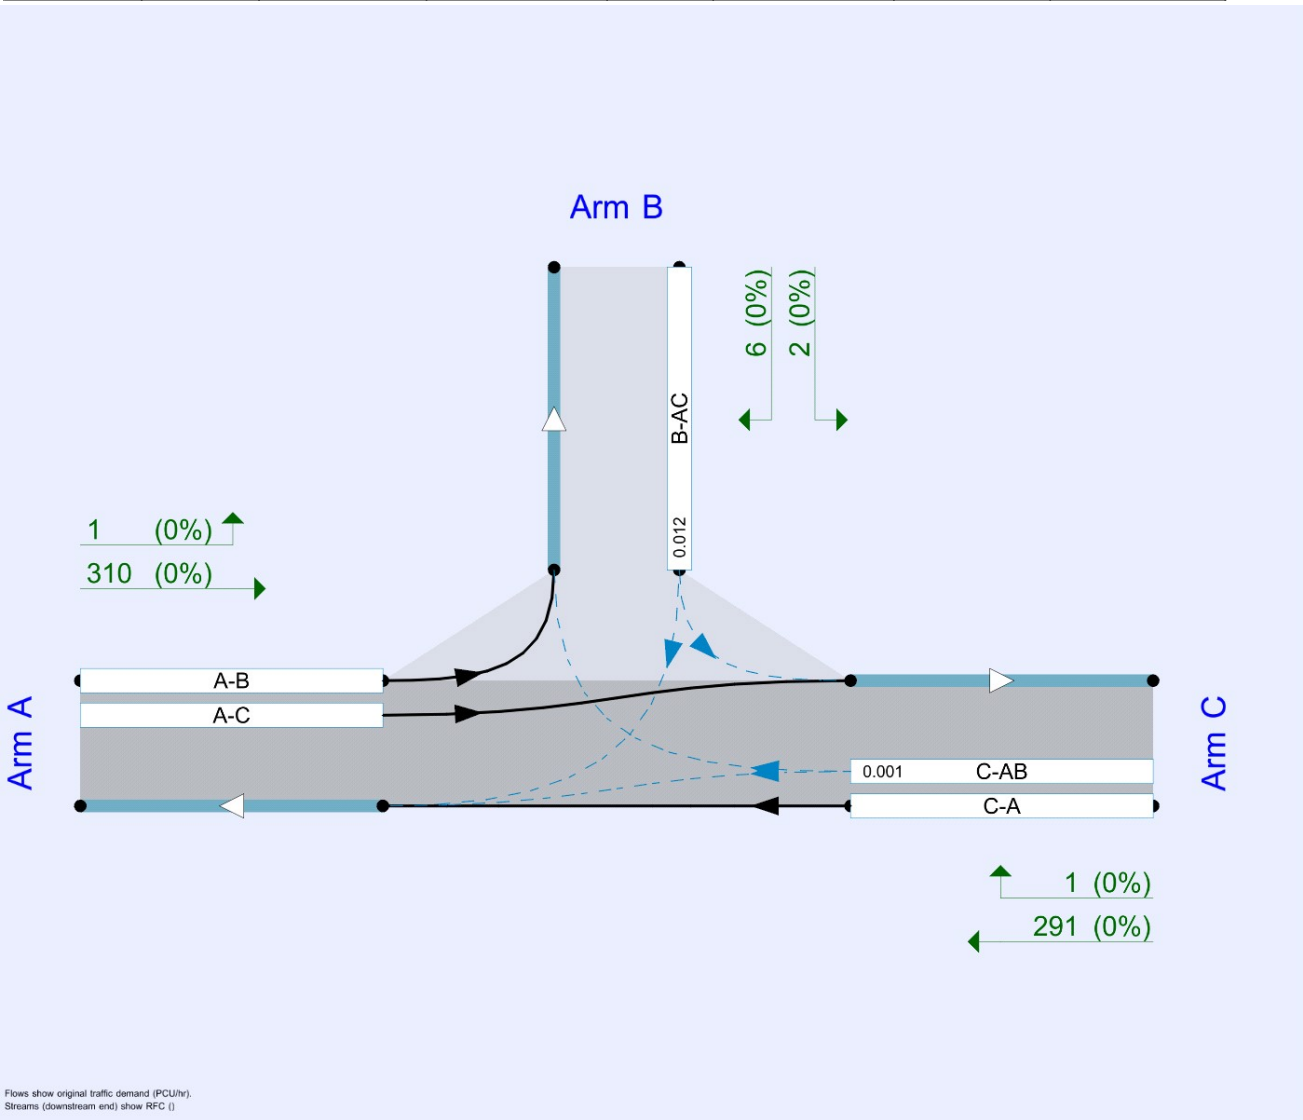 Arm B
6 (0%)
2 (0%)
B-AC
0.012
1 (0%)
310 (0%)
A-B
A-C
Arm A
Arm C
0.001 C-AB
C-A
1 (0%)
291 (0%)
Flows show original traffic demand (PCU/hr).
Streams (downstream end) show RFC ()